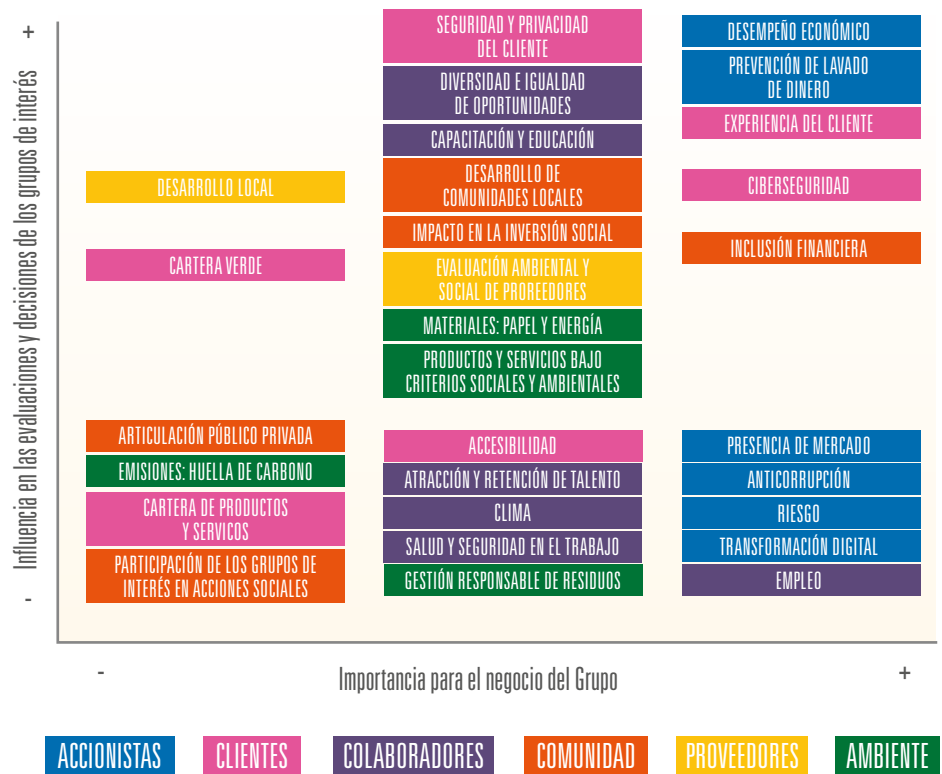 +
Influencia en las evaluaciones y decisiones de los grupos de interés
-
DESARROLLO LOCAL
CARTERA VERDE
ARTICULACIÓN PÚBLICO PRIVADA
EMISIONES: HUELLA DE CARBONO
CARTERA DE PRODUCTOS
Y SERVICOS
PARTICIPACIÓN DE LOS GRUPOS DE
INTERÉS EN ACCIONES SOCIALES
SEGURIDAD Y PRIVACIDAD
DEL CLIENTE
DIVERSIDAD E IGUALDAD
DE OPORTUNIDADES
CAPACITACIÓN Y EDUCACIÓN
DESARROLLO DE
COMUNIDADES LOCALES
IMPACTO EN LA INVERSIÓN SOCIAL
EVALUACIÓN AMBIENTAL Y
SOCIAL DE PROREEDORES
MATERIALES: PAPEL Y ENERGÍA
PRODUCTOS Y SERVICIOS BAJO
CRITERIOS SOCIALES Y AMBIENTALES
ACCESIBILIDAD
ATRACCIÓN Y RETENCIÓN DE TALENTO
CLIMA
SALUD Y SEGURIDAD EN EL TRABAJO
GESTIÓN RESPONSABLE DE RESIDUOS
DESEMPEÑO ECONÓMICO
PREVENCIÓN DE LAVADO
DE DINERO
EXPERIENCIA DEL CLIENTE
CIBERSEGURIDAD
INCLUSIÓN FINANCIERA
PRESENCIA DE MERCADO
ANTICORRUPCIÓN
RIESGO
TRANSFORMACIÓN DIGITAL
EMPLEO
-
Importancia para el negocio del Grupo
+
ACCIONISTAS
CLIENTES
COLABORADORES
COMUNIDAD
PROVEEDORES
AMBIENTE